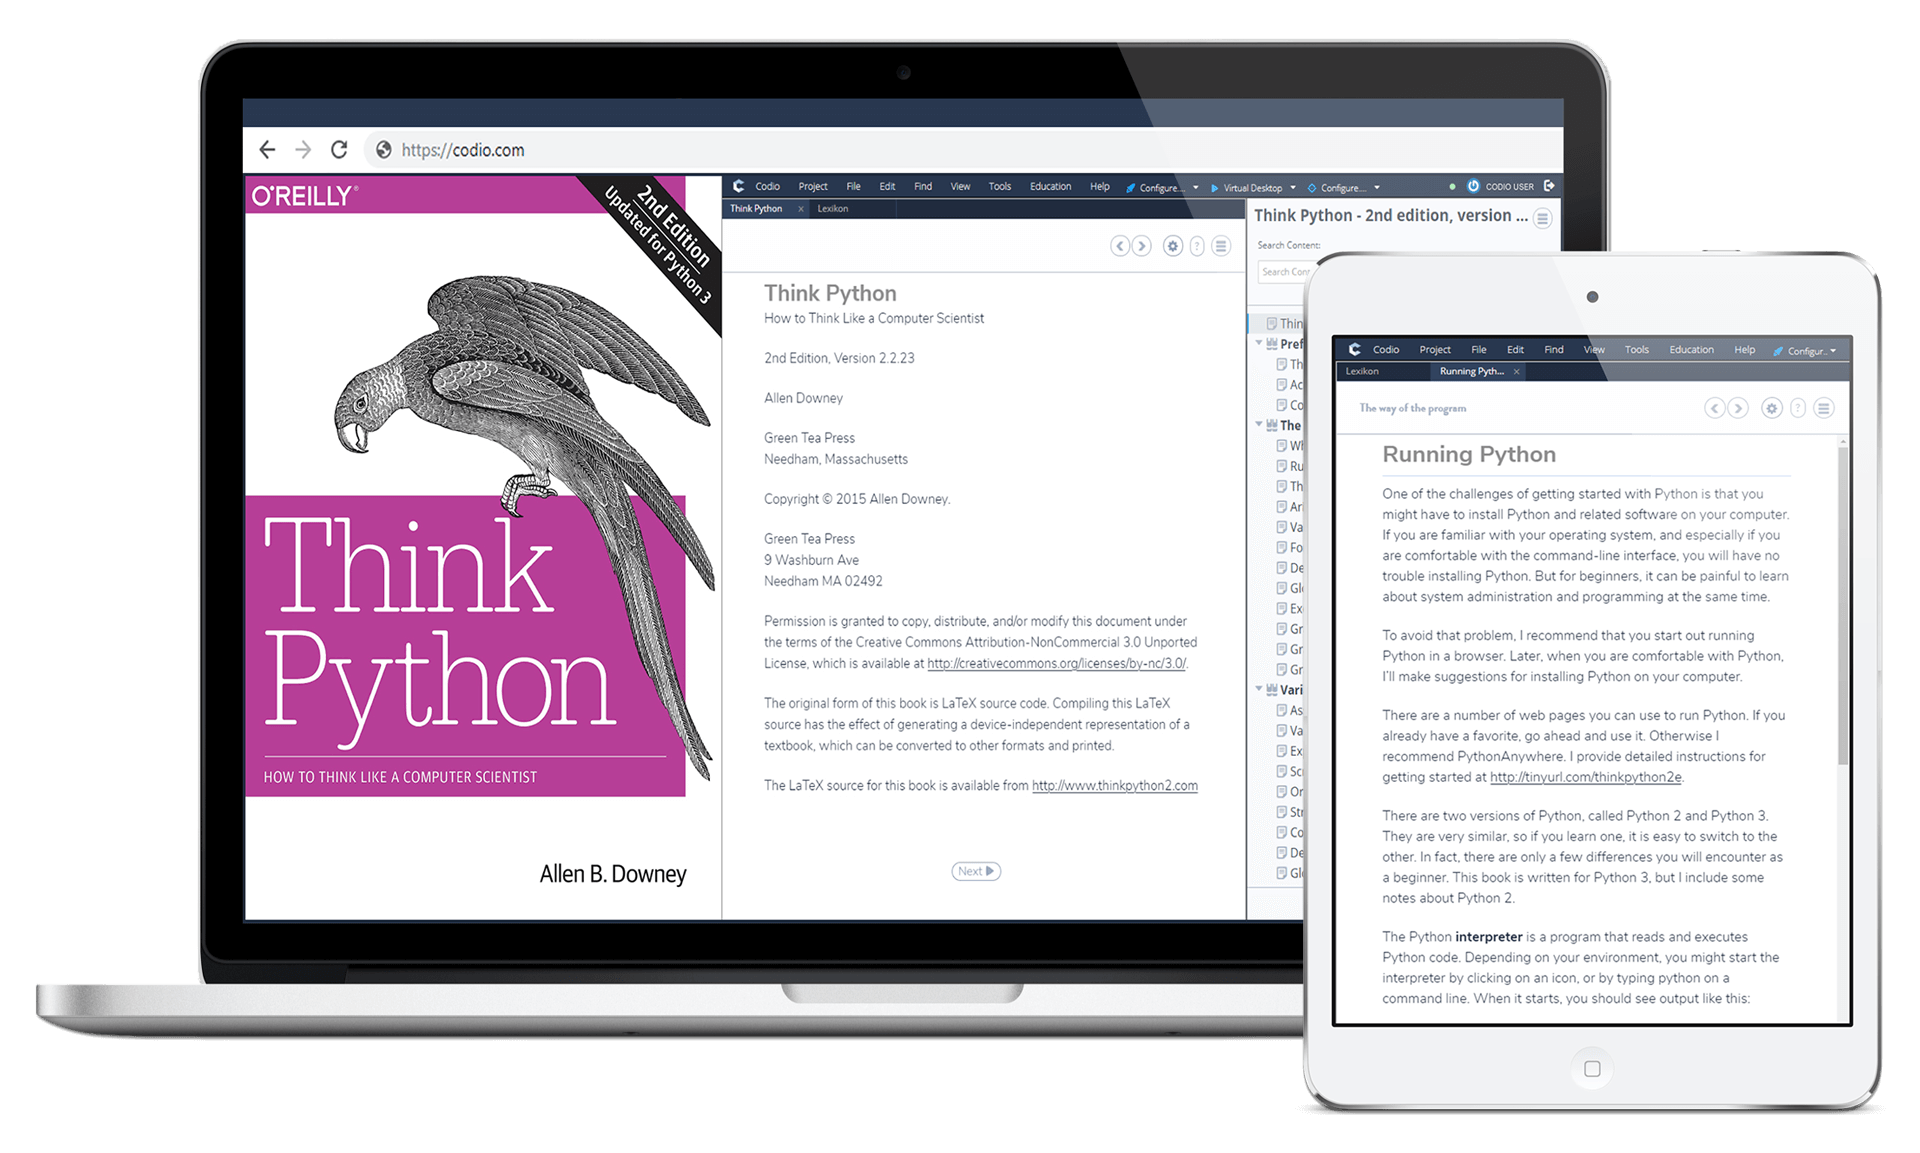 https://codio.com
O'REILLY®
2nd Edition
Updated for Python 3
Think
Python
HOW TO THINK LIKE A COMPUTER SCIENTIST
Allen B. Downey
Codio Project File Edit Find View Tools Education Help Configure... Virtual Desktop Configure... CODIO USER
Think Python x Lexikon
Think Python
How to Think Like a Computer Scientist
2nd Edition, Version 2.2.23
Allen Downey
Green Tea Press
Needham, Massachusetts
Copyright © 2015 Allen Downey.
Green Tea Press
9 Washburn Ave
Needham MA 02492
Permission is granted to copy, distribute, and/or modify this document under
the terms of the Creative Commons Attribution-NonCommercial 3.0 Unported
License, which is available at http://creativecommons.org/licenses/by-nc/3.0/.
The original form of this book is LaTeX source code. Compiling this LaTeX
source has the effect of generating a device-independent representation of a
textbook, which can be converted to other formats and printed.
The LaTeX source for this book is available from http://www.thinkpython2.com
Next
Think Python - 2nd edition, version ...
Search Content:
Search Cont
Thin
Pref
Th
Ac
Co
The
Wh
Ru
Th
Ari
Va
Fo
De
Glo
Exe
Gr
Gr
Gr
Vari
As
Va
Ex
Scr
Or
Str
Co
De
Glo
Codio Project File Edit Find View Tools Education Help Configur..
Lexikon Running Pyth... x
The way of the program
?
Running Python
One of the challenges of getting started with Python is that you
might have to install Python and related software on your computer.
If you are familiar with your operating system, and especially if you
are comfortable with the command-line interface, you will have no
trouble installing Python. But for beginners, it can be painful to learn
about system administration and programming at the same time.
To avoid that problem, I recommend that you start out running
Python in a browser. Later, when you are comfortable with Python,
I'll make suggestions for installing Python on your computer.
There are a number of web pages you can use to run Python. If you
already have a favorite, go ahead and use it. Otherwise I
recommend PythonAnywhere. I provide detailed instructions for
getting started at http://tinyurl.com/thinkpython2e.
There are two versions of Python, called Python 2 and Python 3.
They are very similar, so if you learn one, it is easy to switch to the
other. In fact, there are only a few differences you will encounter as
a beginner. This book is written for Python 3, but I include some
notes about Python 2.
The Python interpreter is a program that reads and executes
Python code. Depending on your environment, you might start the
interpreter by clicking on an icon, or by typing python on a
command line. When it starts, you should see output like this: